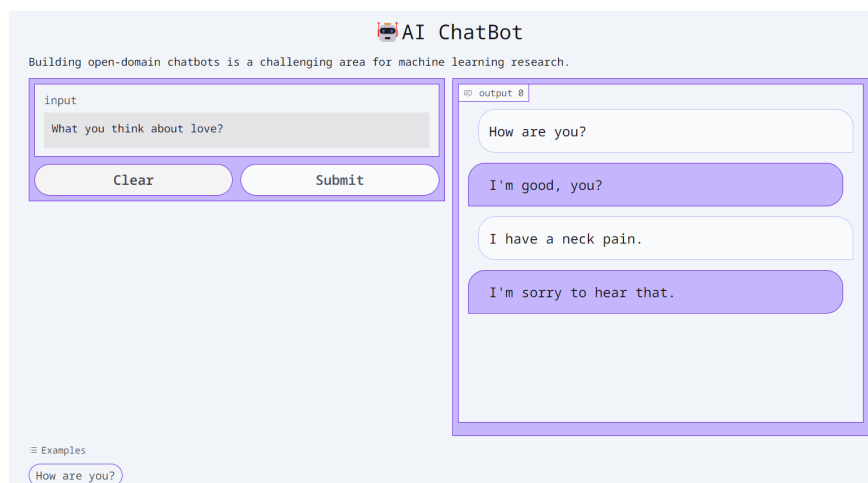 AI ChatBot
Building open-domain chatbots is a challenging area for machine learning research.
input
What you think about love?
Clear
Submit
output 0
How are you?
I'm good, you?
I have a neck pain.
I'm sorry to hear that.
Examples
How are you?